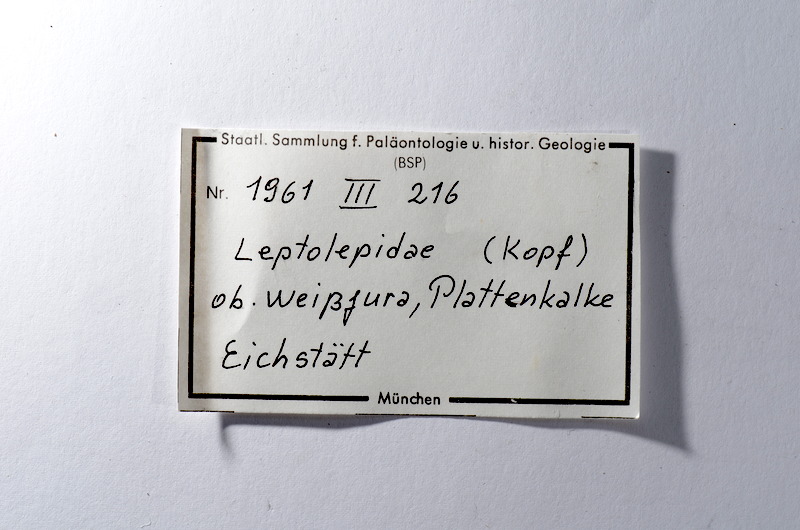 Staatl. Sammlung f. Paläontologie u. histor. Geologie
(BSP)
Nr. 1961 III 216
Leptolepidae (Kopf)
ob. Weißjura, Plattenkalke
Eichstätt
München